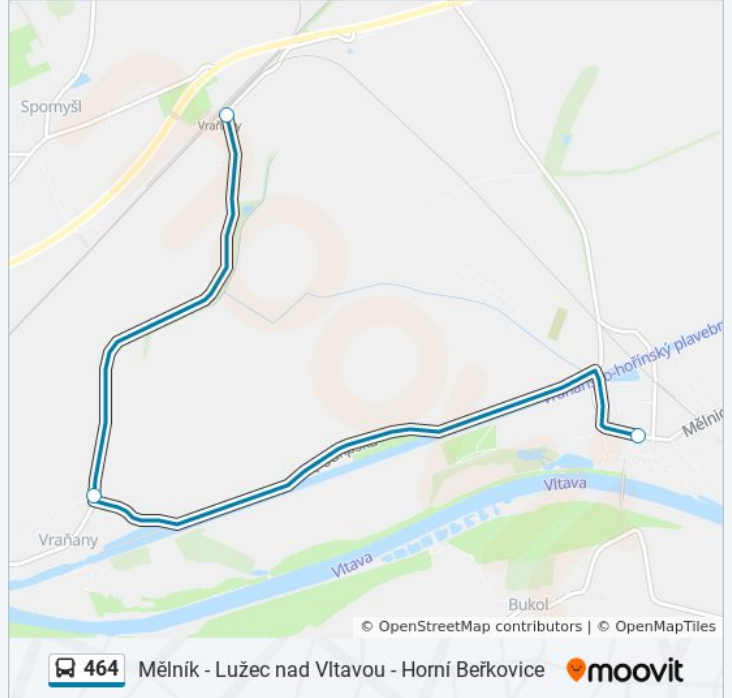 Spomyšl
Vraňany
Mělnic
Vltava
Vraňany
Vltava
Bukol
© OpenStreetMap contributors | © OpenMapTiles
464 Mělník - Lužec nad Vltavou - Horní Beřkovice moovit